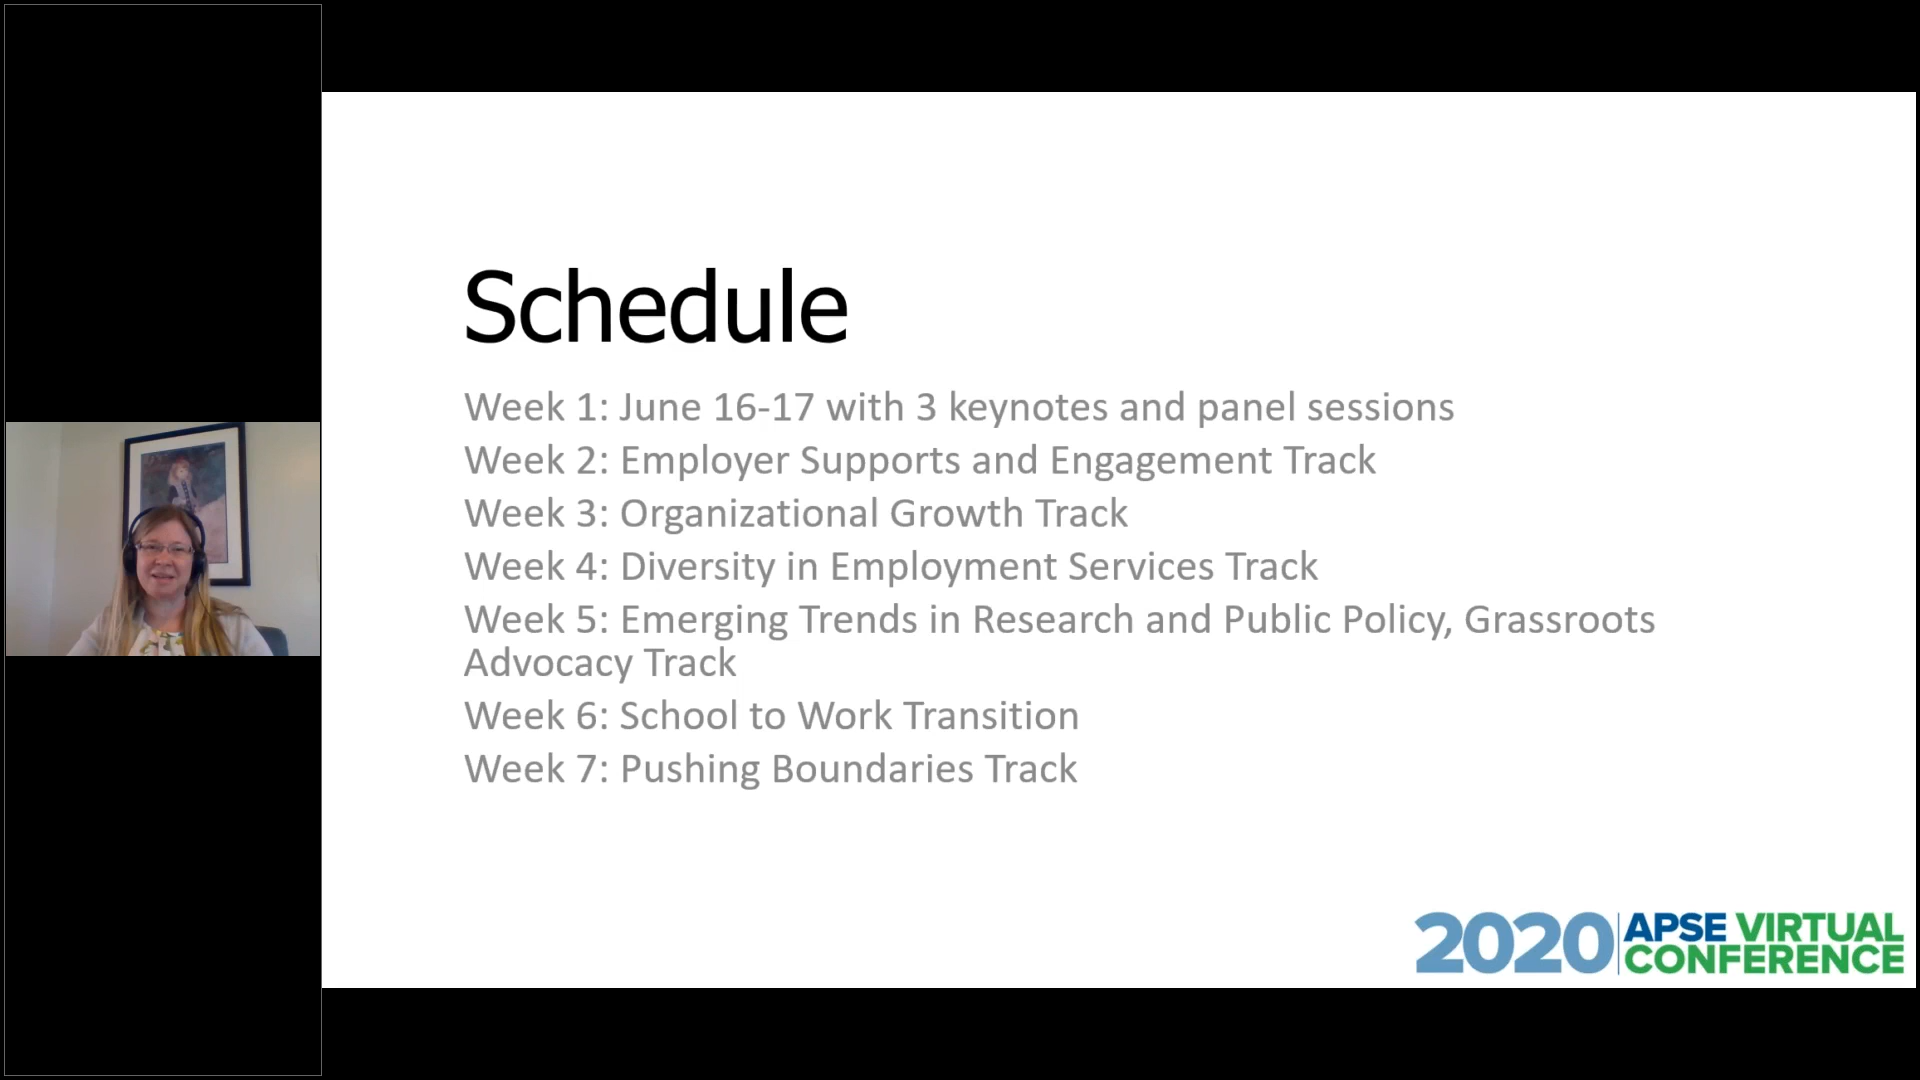 Schedule
Week 1: June 16-17 with 3 keynotes and panel sessions
Week 2: Employer Supports and Engagement Track
Week 3: Organizational Growth Track
Week 4: Diversity in Employment Services Track
Week 5: Emerging Trends in Research and Public Policy, Grassroots
Advocacy Track
Week 6: School to Work Transition
Week 7: Pushing Boundaries Track
2020 APSE VIRTUAL
CONFERENCE